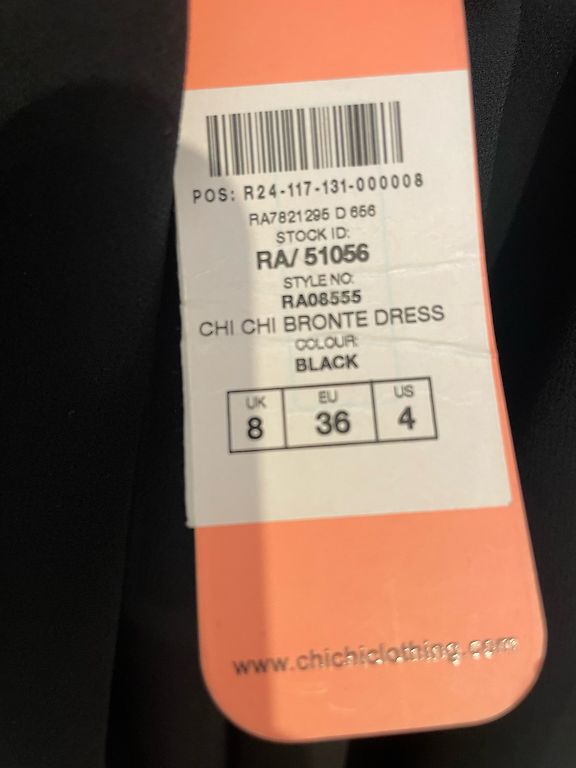 POS: R24-117-131-000008
RA7821295 D 656
STOCK ID:
RA/ 51056
STYLE NO:
RA08555
CHI CHI BRONTE DRESS
COLOUR:
BLACK
UK EU US
8 36 4
www.chichiclothing.com